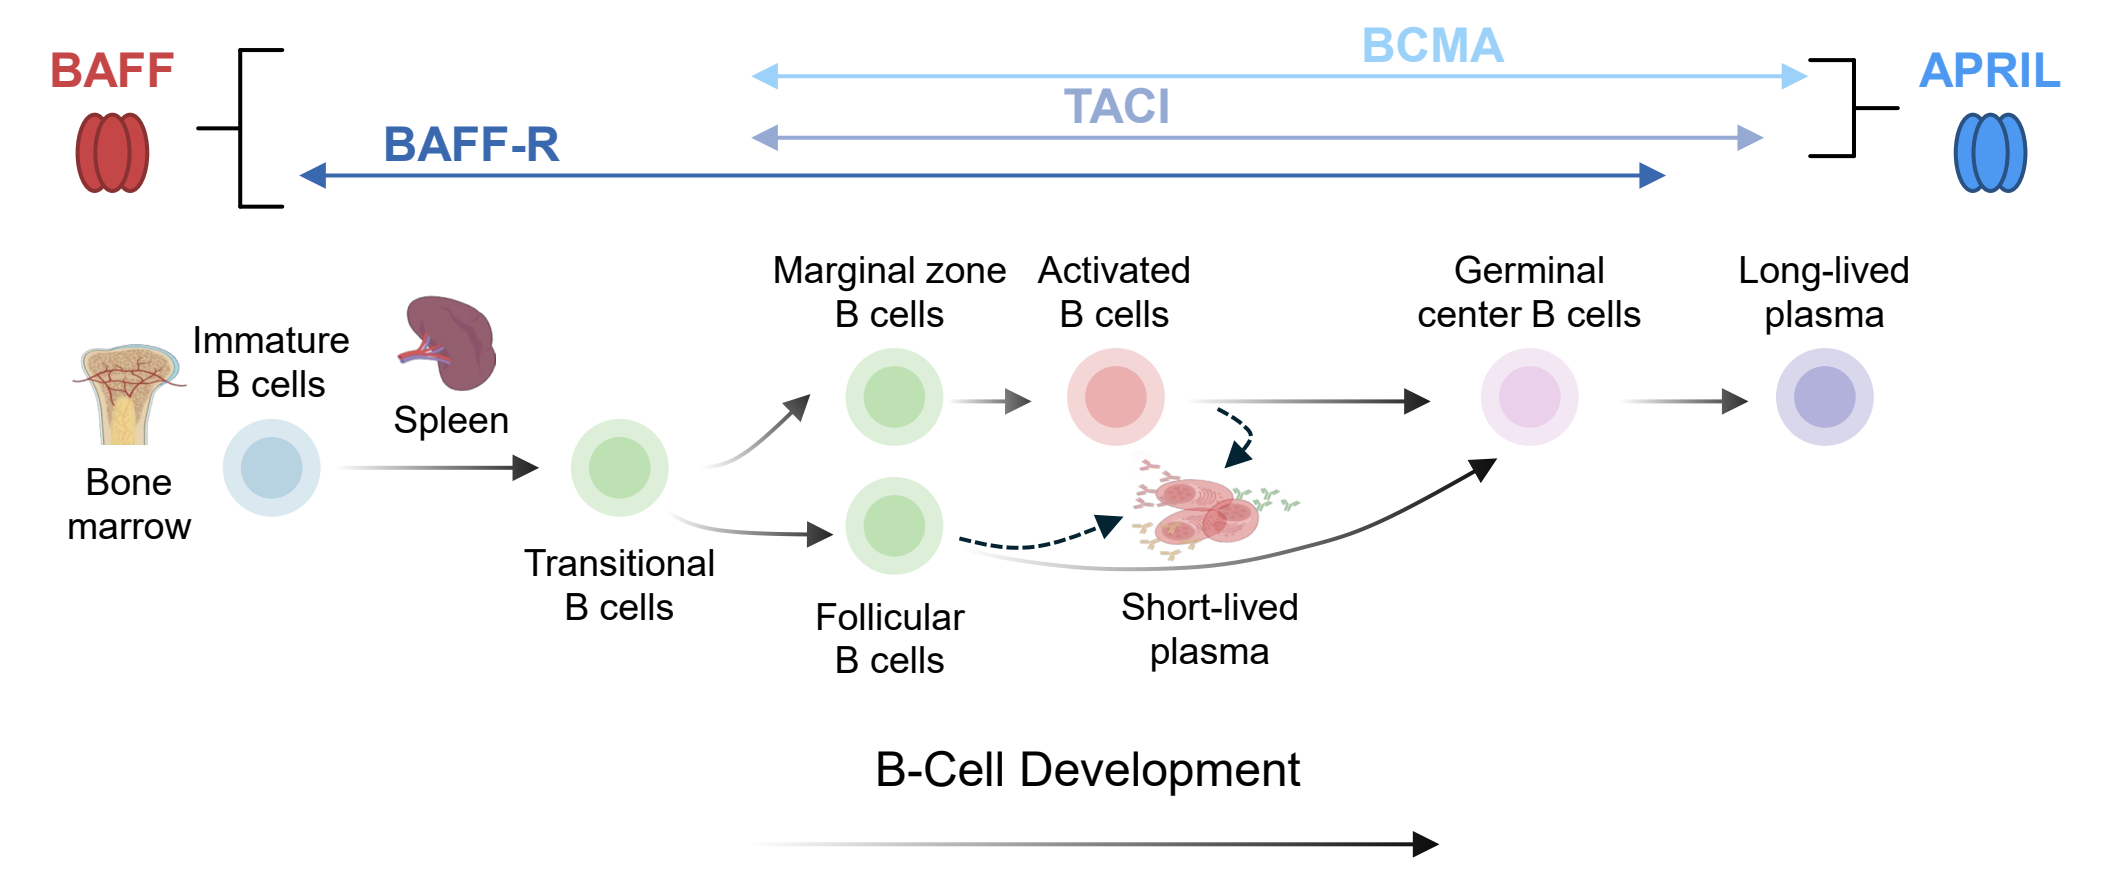 BCMA
BAFF
APRIL
TACI
BAFF-R
Marginal zone
B cells
Activated
B cells
Germinal
center B cells
Long-lived
plasma
Immature
B cells
Spleen
Bone
marrow
Transitional
B cells
Follicular
B cells
Short-lived
plasma
B-Cell Development